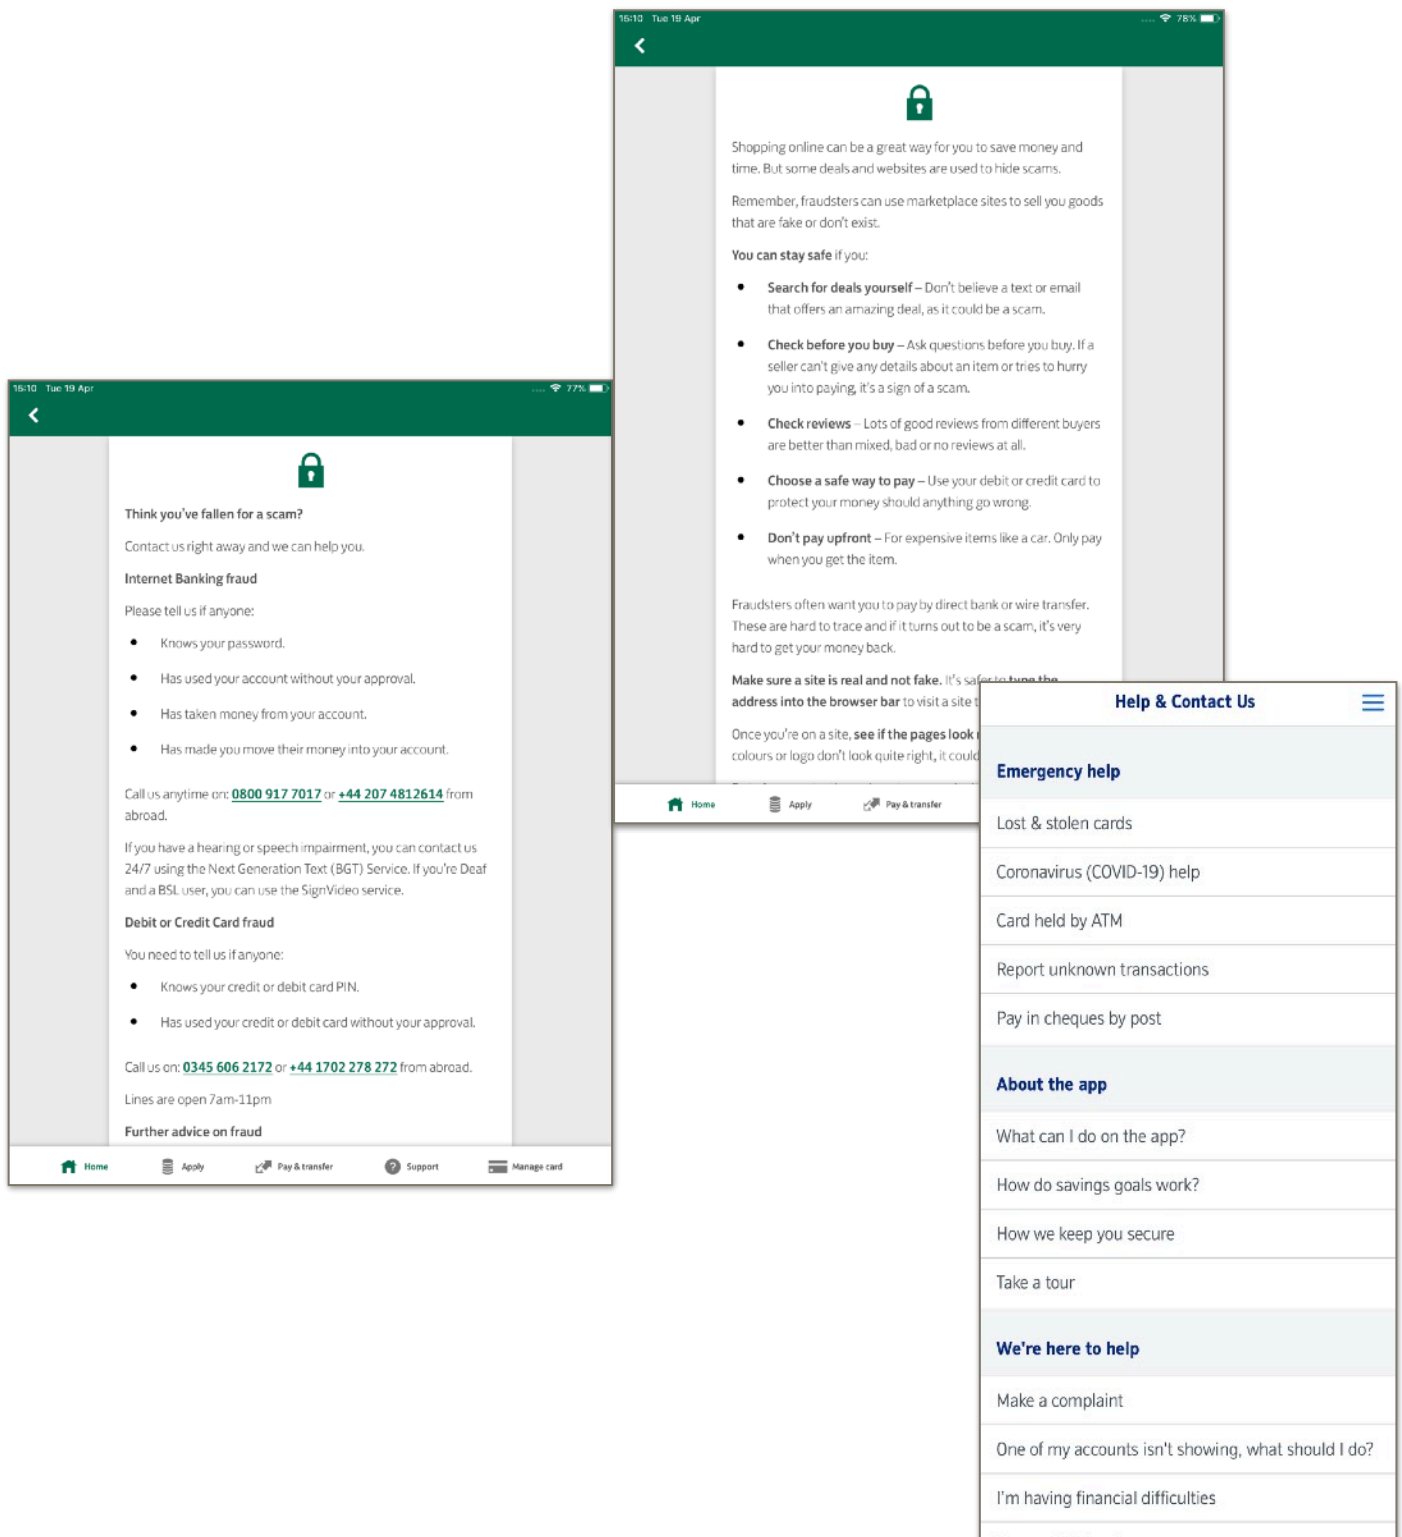 15:10 Tue 19 Apr
78%
Shopping online can be a great way for you to save money and
time. But some deals and websites are used to hide scams.
Remember, fraudsters can use marketplace sites to sell you goods
that are fake or don't exist.
You can stay safe if you:
• Search for deals yourself – Don't believe a text or email
that offers an amazing deal, as it could be a scam.
• Check before you buy – Ask questions before you buy. If a
seller can't give any details about an item or tries to hurry
you into paying, it's a sign of a scam.
• Check reviews – Lots of good reviews from different buyers
are better than mixed, bad or no reviews at all.
• Choose a safe way to pay – Use your debit or credit card to
protect your money should anything go wrong.
• Don't pay upfront – For expensive items like a car. Only pay
when you get the item.
Fraudsters often want you to pay by direct bank or wire transfer.
These are hard to trace and if it turns out to be a scam, it's very
hard to get your money back.
Make sure a site is real and not fake. It's safer to type the
address into the browser bar to visit a site
Once you're on a site, see if the pages look
colours or logo don't look quite right, it could
Home Apply Pay & transfer
15:10 Tue 19 Apr
77%
Think you've fallen for a scam?
Contact us right away and we can help you.
Internet Banking fraud
Please tell us if anyone:
• Knows your password.
• Has used your account without your approval.
• Has taken money from your account.
• Has made you move their money into your account.
Call us anytime on: 0800 917 7017 or +44 207 4812614 from
abroad.
If you have a hearing or speech impairment, you can contact us
24/7 using the Next Generation Text (BGT) Service. If you're Deaf
and a BSL user, you can use the SignVideo service.
Debit or Credit Card fraud
You need to tell us if anyone:
• Knows your credit or debit card PIN.
• Has used your credit or debit card without your approval.
Call us on: 0345 606 2172 or +44 1702 278 272 from abroad.
Lines are open 7am-11pm
Further advice on fraud
Home Apply Pay & transfer Support Manage card
Help & Contact Us
Emergency help
Lost & stolen cards
Coronavirus (COVID-19) help
Card held by ATM
Report unknown transactions
Pay in cheques by post
About the app
What can I do on the app?
How do savings goals work?
How we keep you secure
Take a tour
We're here to help
Make a complaint
One of my accounts isn't showing, what should I do?
I'm having financial difficulties